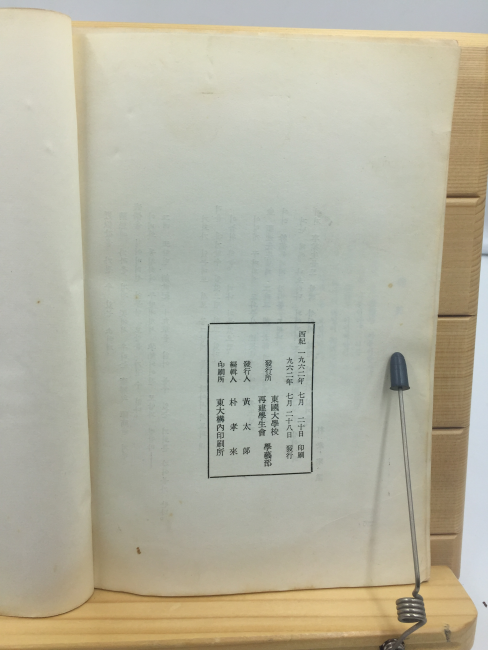 西紀 一九六二年 七月 二十日 印刷
一九六二年 七月 二十八日 發行
發行所 東國大學校 再建學生會 學藝部
發行人 黃太師
編輯人 朴孝來
印刷所 東大構內印刷所